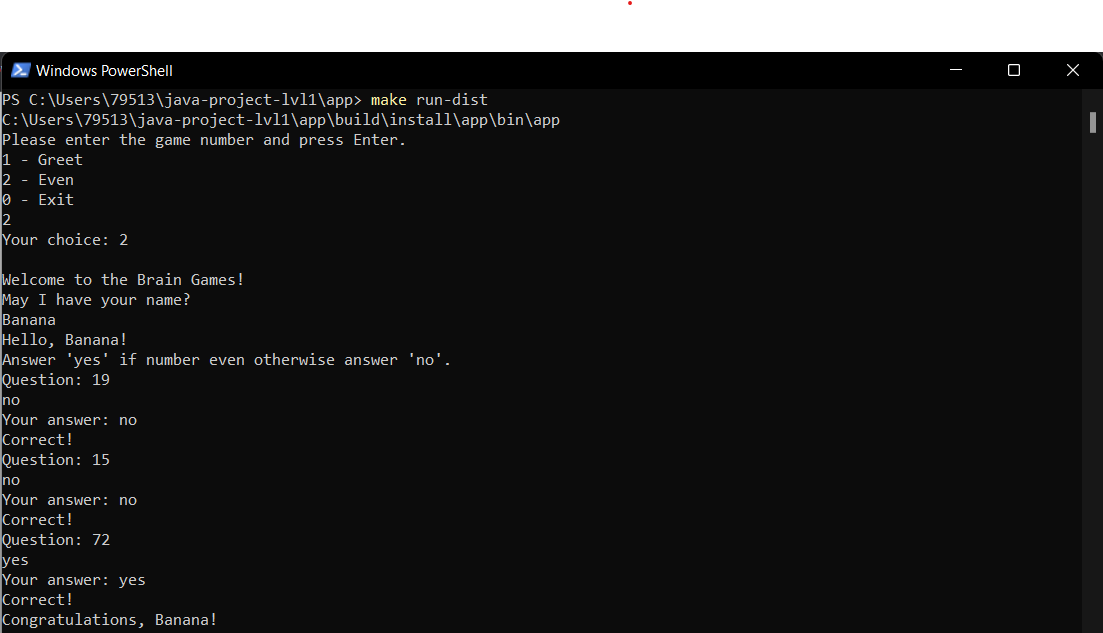 Windows PowerShell
PS C:\Users\79513\java-project-lvl1\app> make run-dist
C:\Users\79513\java-project-lvl1\app\build\install\app\bin\app
Please enter the game number and press Enter.
1 - Greet
2 - Even
0 - Exit
2
Your choice: 2
Welcome to the Brain Games!
May I have your name?
Banana
Hello, Banana!
Answer 'yes' if number even otherwise answer 'no'.
Question: 19
no
Your answer: no
Correct!
Question: 15
no
Your answer: no
Correct!
Question: 72
yes
Your answer: yes
Correct!
Congratulations, Banana!